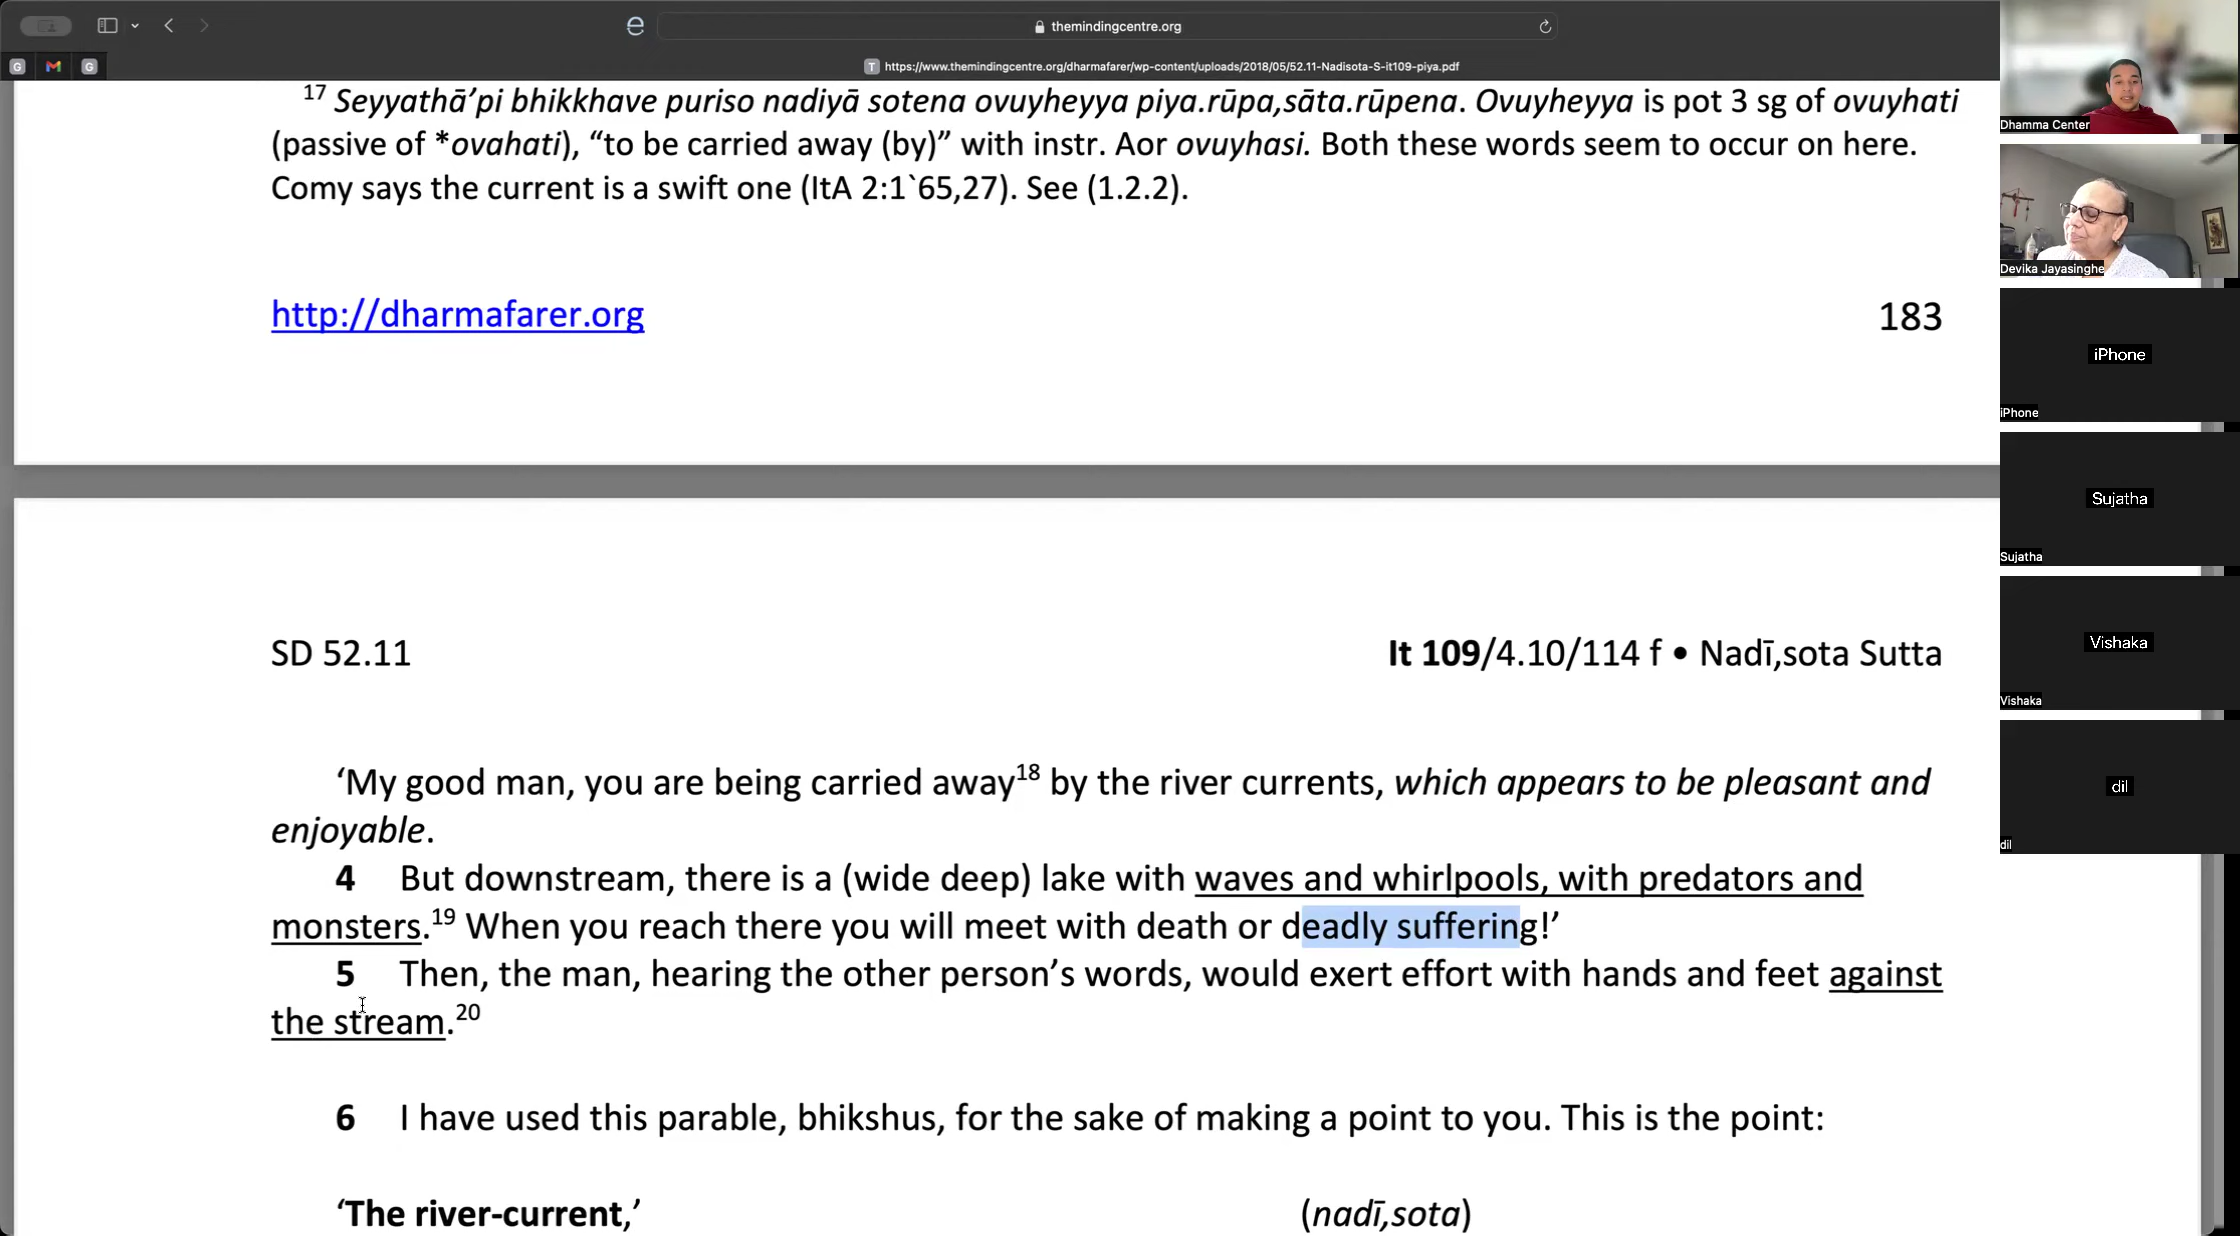 themindingcentre.org
G
G
T https://www.themindingcentre.org/dharmafarer/wp-content/uploads/2018/05/52.11-Nadisota-S-it109-piya.pdf
17 Seyyathā’pi bhikkhave puriso nadiyā sotena ovuyheyya piya.rūpa,sāta.rūpena. Ovuyheyya is pot 3 sg of ovuyhati
(passive of *ovahati), “to be carried away (by)” with instr. Aor ovuyhasi. Both these words seem to occur on here.
Comy says the current is a swift one (ItA 2:1`65,27). See (1.2.2).
http://dharmafarer.org 183
SD 52.11 It 109/4.10/114 f • Nadī,sota Sutta
‘My good man, you are being carried away18 by the river currents, which appears to be pleasant and
enjoyable.
4 But downstream, there is a (wide deep) lake with waves and whirlpools, with predators and
monsters.19 When you reach there you will meet with death or deadly suffering!’
5 Then, the man, hearing the other person’s words, would exert effort with hands and feet against
the stream.20
6 I have used this parable, bhikshus, for the sake of making a point to you. This is the point:
‘The river-current,’ (nadī,sota)
Dhamma Center
Devika Jayasinghe
iPhone
iPhone
Sujatha
Sujatha
Vishaka
Vishaka
dil
dil